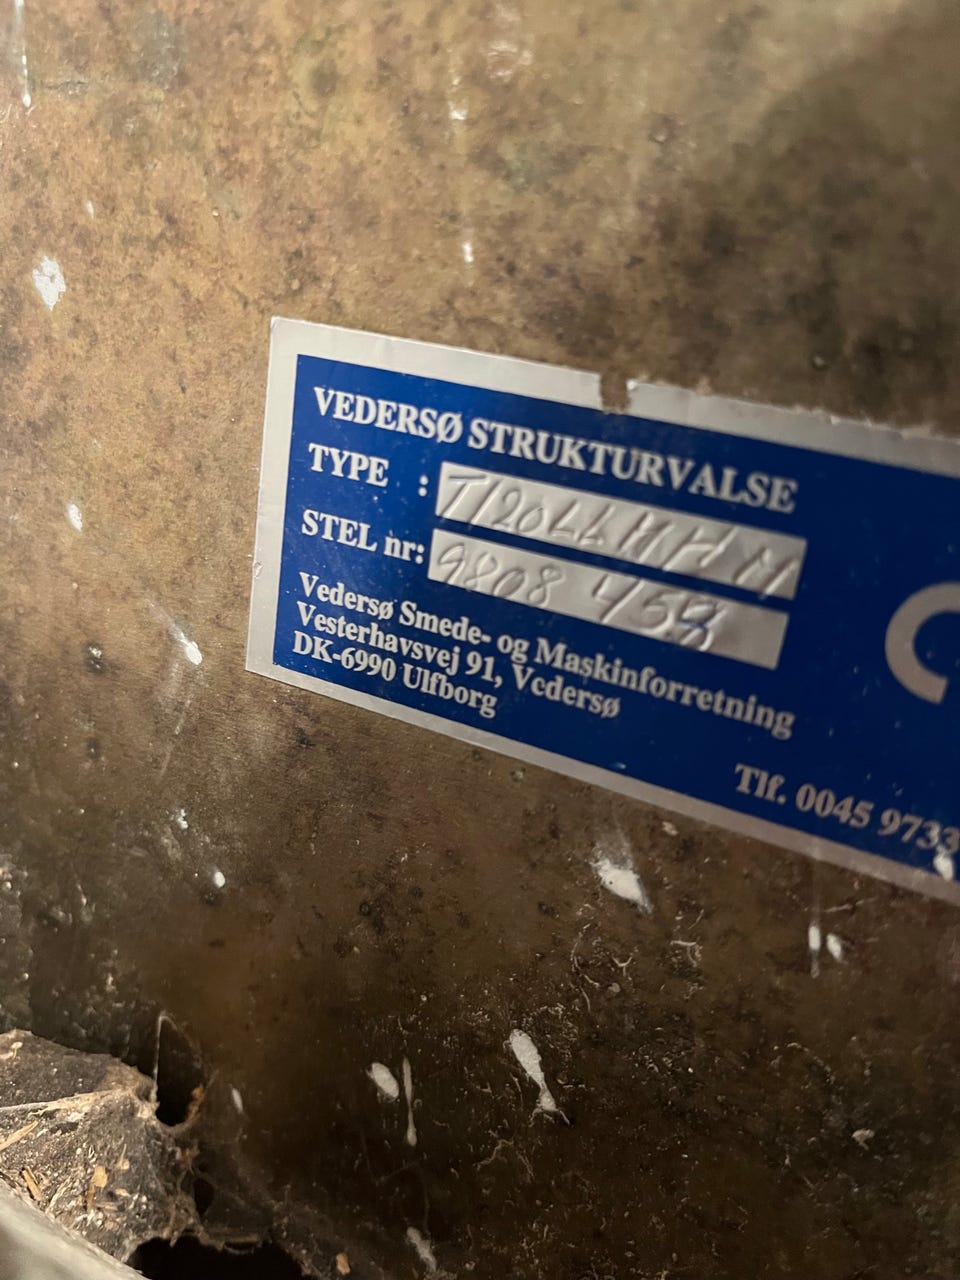 VEDERSØ STRUKTURVALSE
TYPE :
STEL nr: 9808
Vedersø Smede- og Maskinforretning
Vesterhavsvej 91, Vedersø
DK-6990 Ulfborg
Tlf. 0045 9733